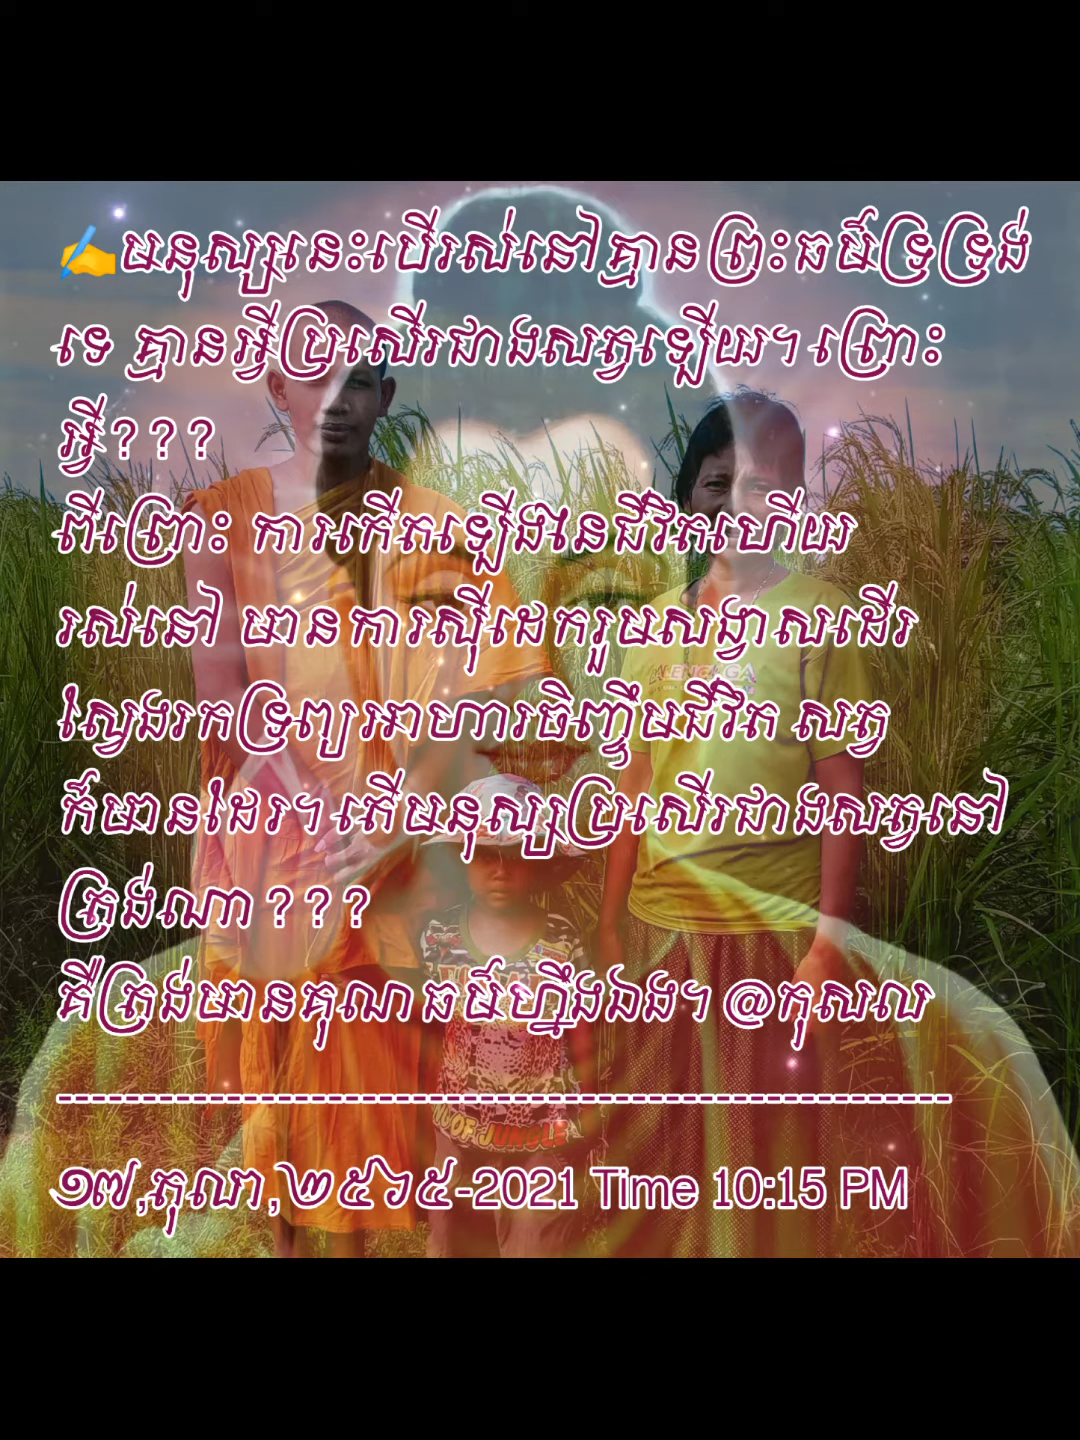 ✍️មនុស្សនេះបើរស់នៅគ្មានព្រះធម៌ទ្រទ្រង់
ទេ គ្មានអ្វីប្រសើរជាងសត្វឡើយ។ ព្រោះ
អ្វី???
ពីព្រោះ ការកើតឡើងនៃជីវិតហើយ
រស់នៅ មានការស៊ីដេករួមសង្វាសដើរ
ស្វែងរកទ្រព្យអាហារចិញ្ចឹមជីវិត សត្វ
ក៏មានដែរ។ តើមនុស្សប្រសើរជាងសត្វនៅ
ត្រង់ណា???
គឺត្រង់មានគុណធម៌ហ្នឹងឯង។ @កុសល
-----------------------------------------------------
១៧,តុលា,២៥៦៥-2021 Time 10:15 PM
JUNGLE